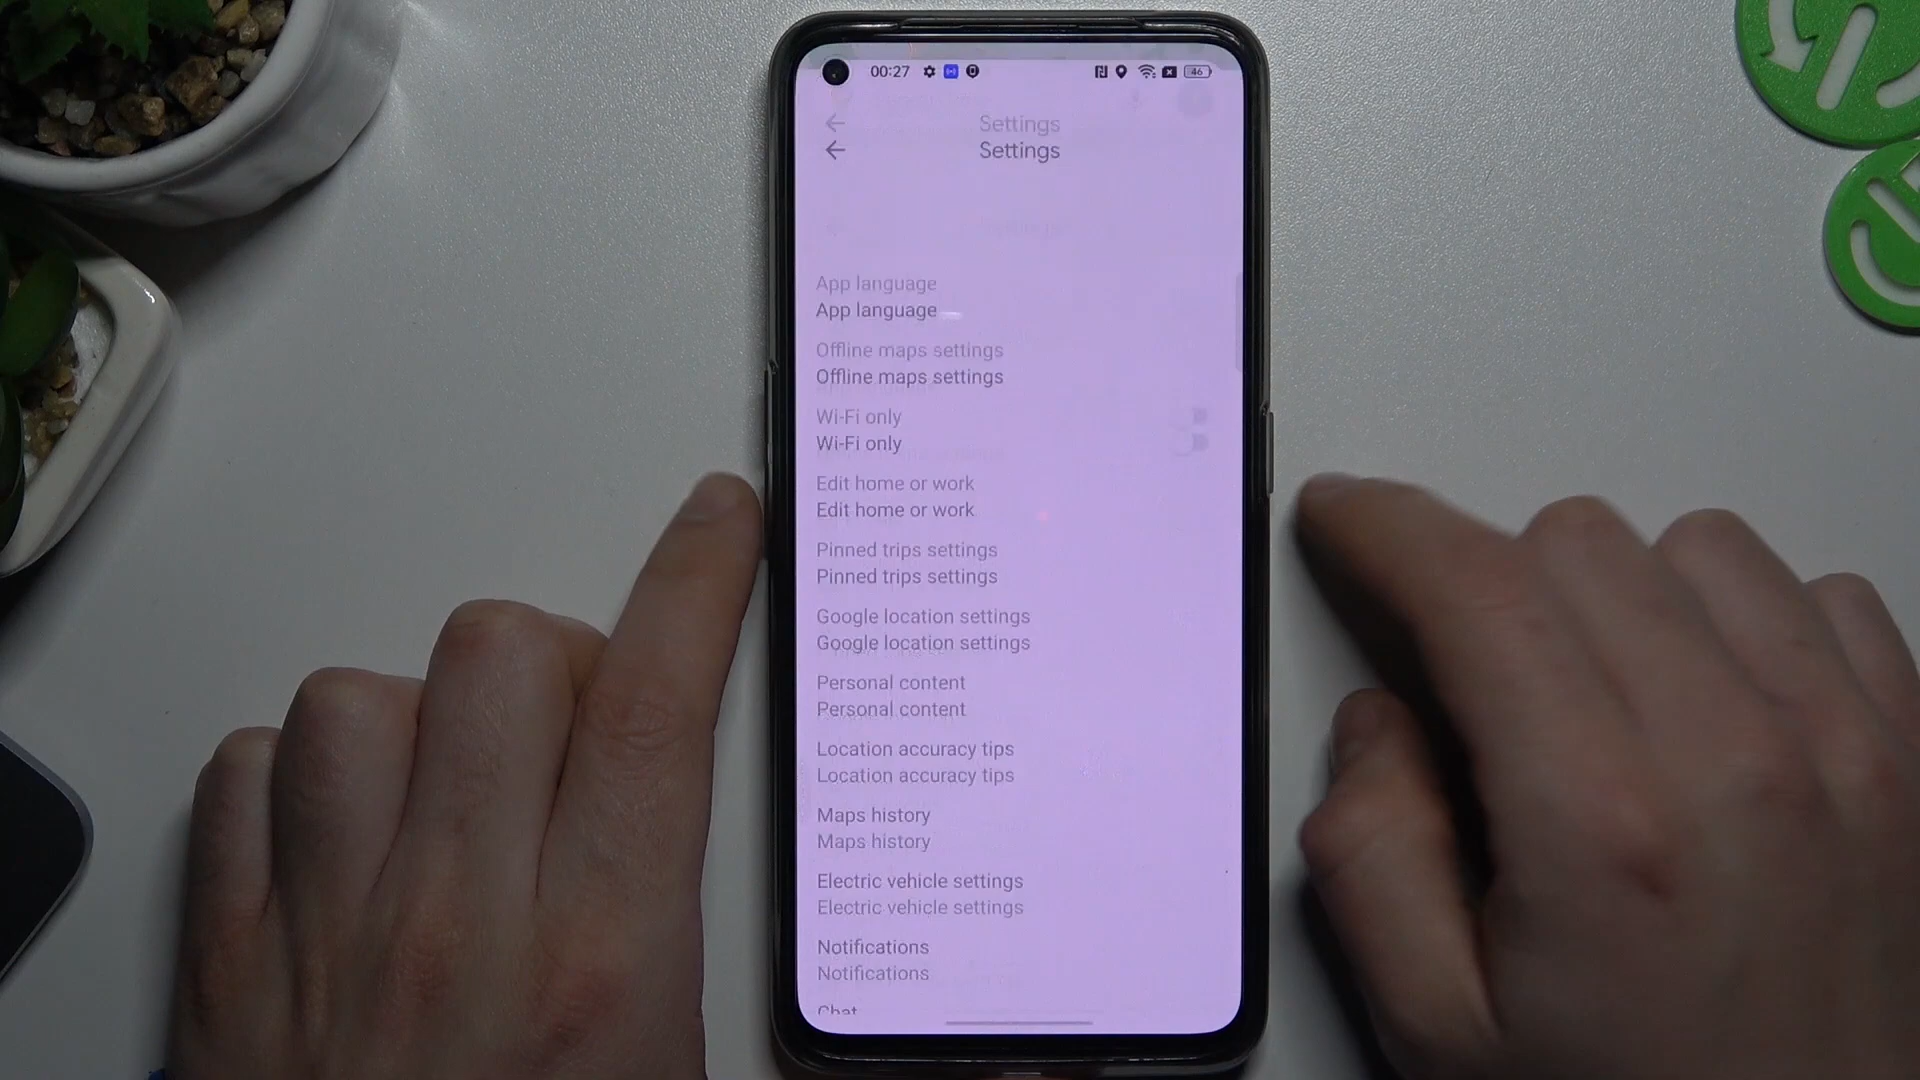 00:27
46
Settings
Settings
App language
App language
Offline maps settings
Offline maps settings
Wi-Fi only
Wi-Fi only
Edit home or work
Edit home or work
Pinned trips settings
Pinned trips settings
Google location settings
Google location settings
Personal content
Personal content
Location accuracy tips
Location accuracy tips
Maps history
Maps history
Electric vehicle settings
Electric vehicle settings
Notifications
Notifications
Chat